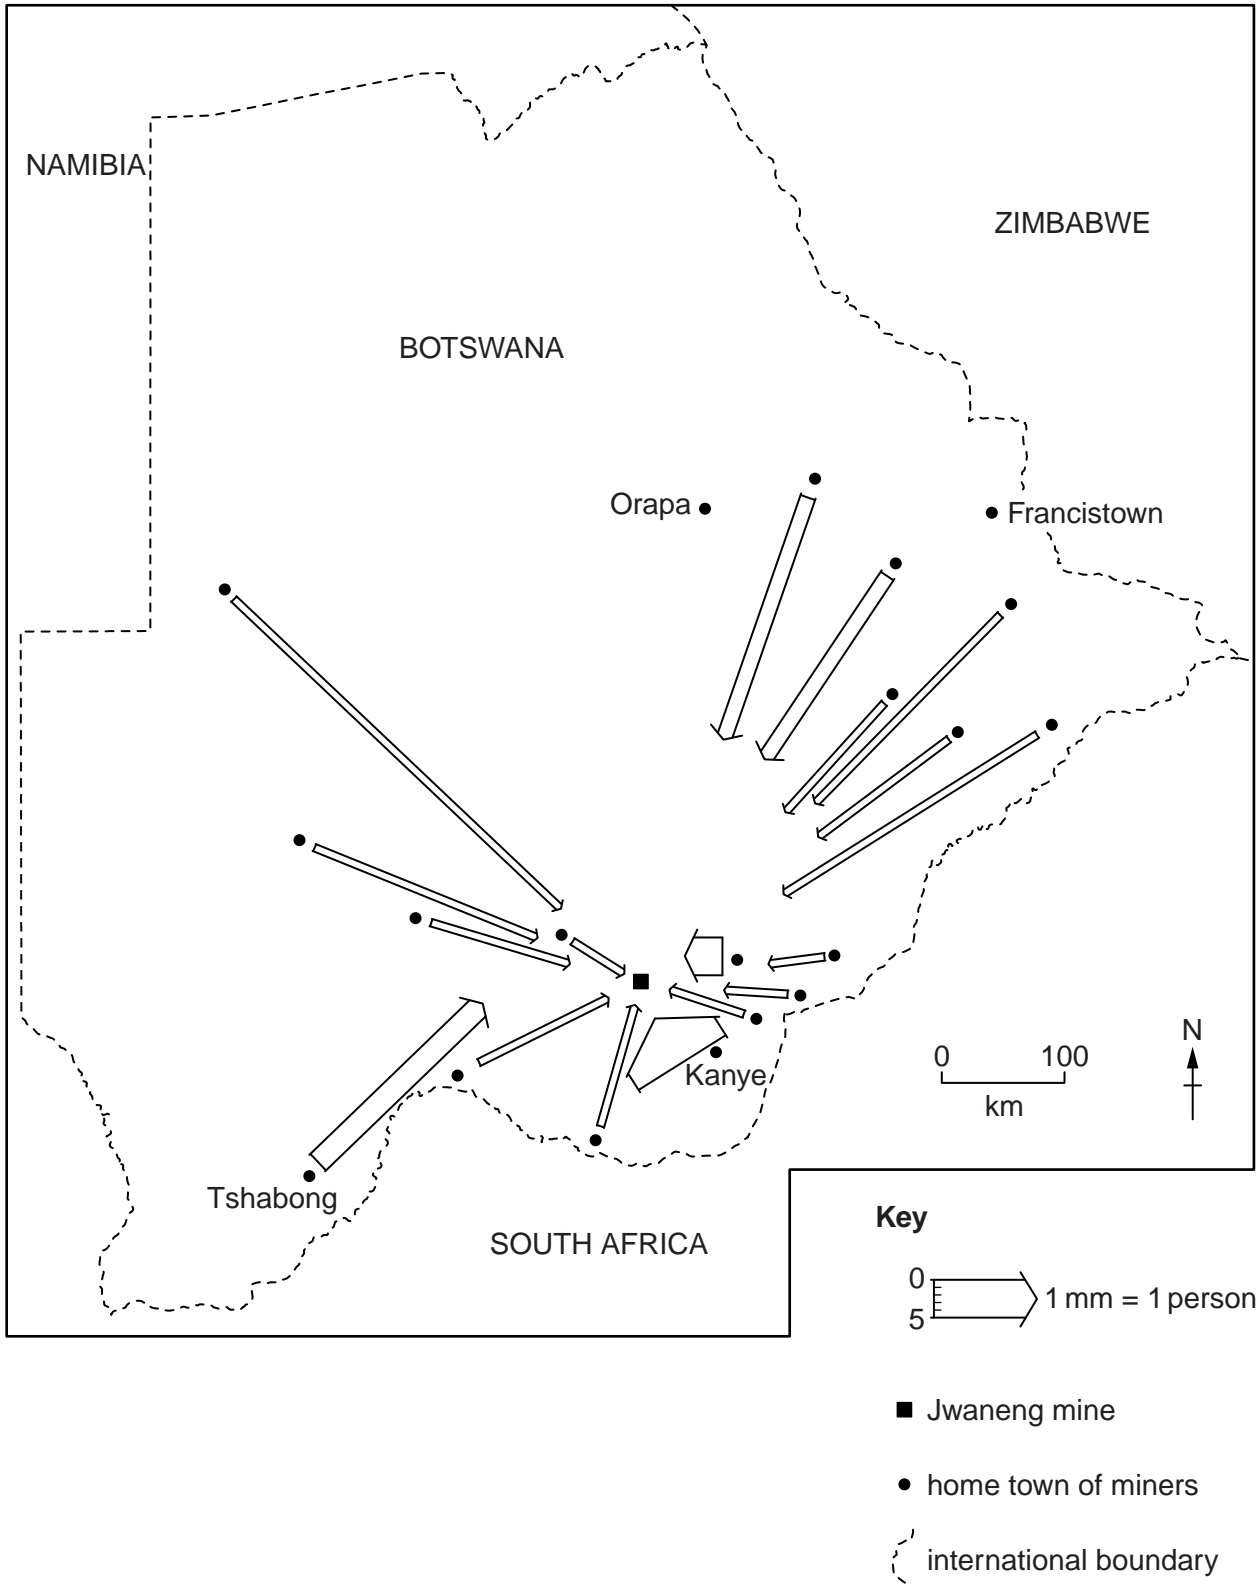 NAMIBIA
ZIMBABWE
BOTSWANA
Orapa
Francistown
Kanye
N
0 100
km
Tshabong
SOUTH AFRICA
Key
0
5
1 mm = 1 person
Jwaneng mine
home town of miners
international boundary